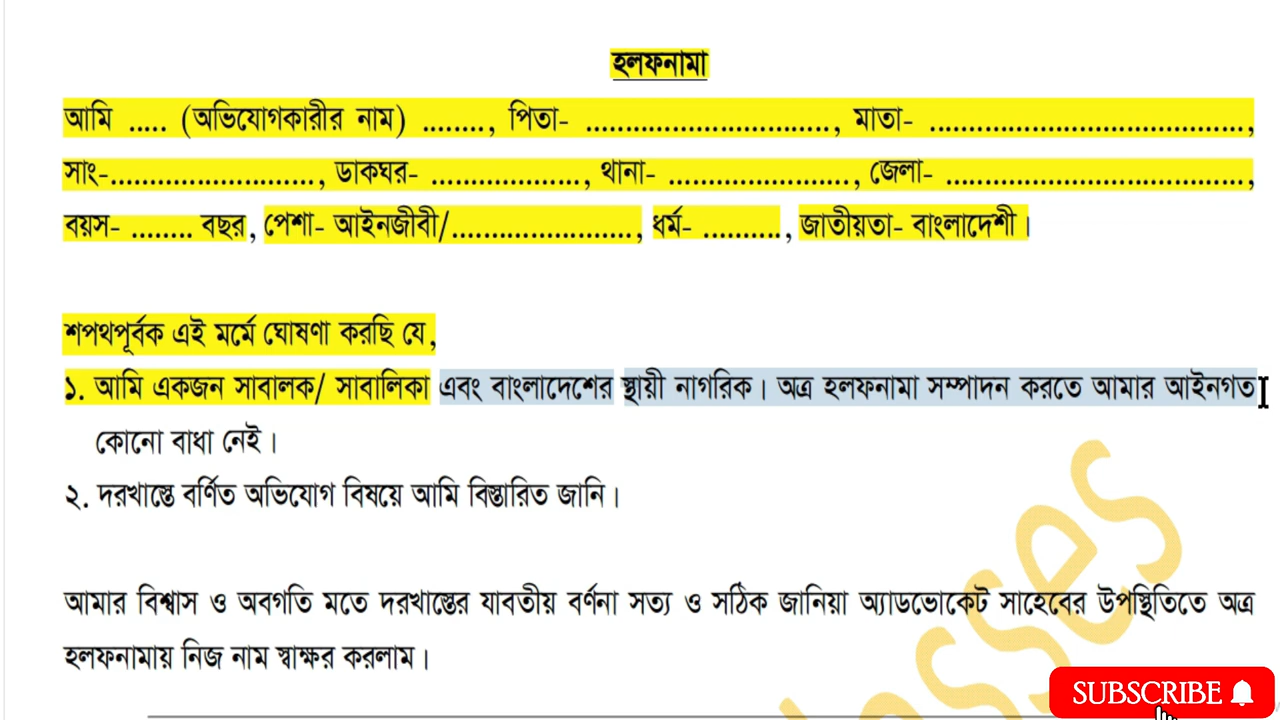 হলফনামা
আমি ..... (অভিযোগকারীর নাম) ........, পিতা- ............................., মাতা- .....................................,
সাং-........................, ডাকঘর- .................., থানা- ....................., জেলা- ...................................,
বয়স- ........ বছর, পেশা- আইনজীবী/....................., ধর্ম- .........., জাতীয়তা- বাংলাদেশী।
শপথপূর্বক এই মর্মে ঘোষণা করছি যে,
১. আমি একজন সাবালক/ সাবালিকা এবং বাংলাদেশের স্থায়ী নাগরিক। অত্র হলফনামা সম্পাদন করতে আমার আইনগত
কোনো বাধা নেই।
২. দরখাস্তে বর্ণিত অভিযোগ বিষয়ে আমি বিস্তারিত জানি।
আমার বিশ্বাস ও অবগতি মতে দরখাস্তের যাবতীয় বর্ণনা সত্য ও সঠিক জানিয়া অ্যাডভোকেট সাহেবের উপস্থিতিতে অত্র
হলফনামায় নিজ নাম স্বাক্ষর করলাম।
SUBSCRIBE